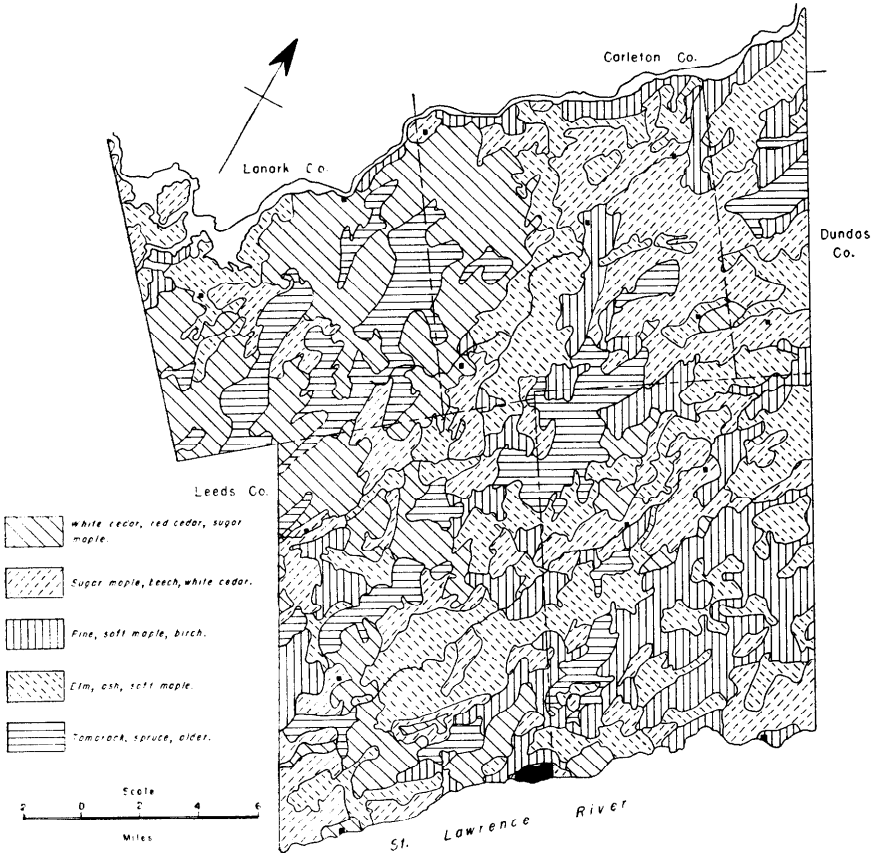 Carleton Co.
Lanark Co.
Dundas
Co.
Leeds Co.
White cedar, red cedar, sugar
maple.
Sugar maple, beech, white cedar.
Pine, soft maple, birch.
Elm, ash, soft maple.
Tamarack, spruce, alder.
Scale
2 0 2 4 6
Miles
St. Lawrence River